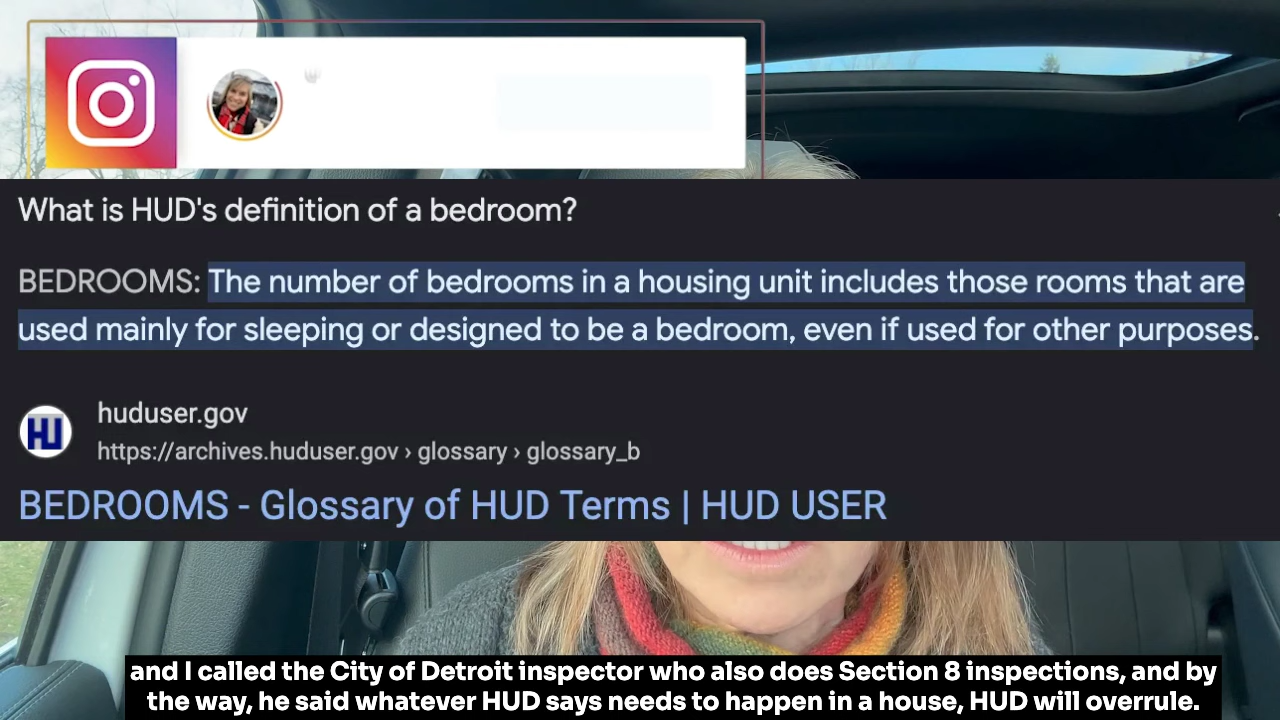 What is HUD's definition of a bedroom?
BEDROOMS: The number of bedrooms in a housing unit includes those rooms that are
used mainly for sleeping or designed to be a bedroom, even if used for other purposes.
HU
huduser.gov
https://archives.huduser.gov › glossary › glossary_b
BEDROOMS - Glossary of HUD Terms | HUD USER
and I called the City of Detroit inspector who also does Section 8 inspections, and by
the way, he said whatever HUD says needs to happen in a house, HUD will overrule.